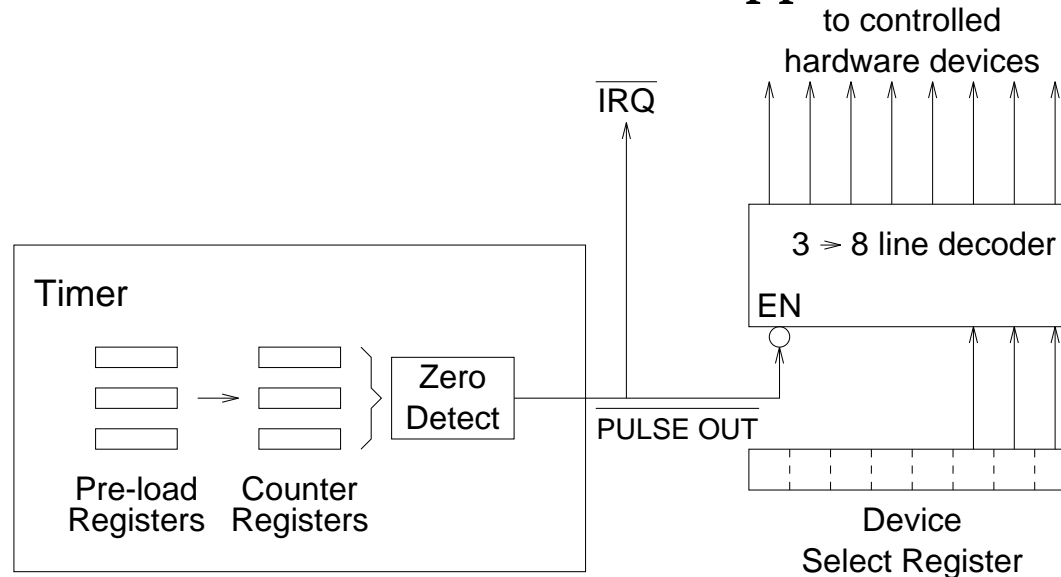 to controlled
hardware devices
IRQ
3 → 8 line decoder
EN
Timer
Zero
Detect
PULSE OUT
Pre-load
Registers
Counter
Registers
Device
Select Register